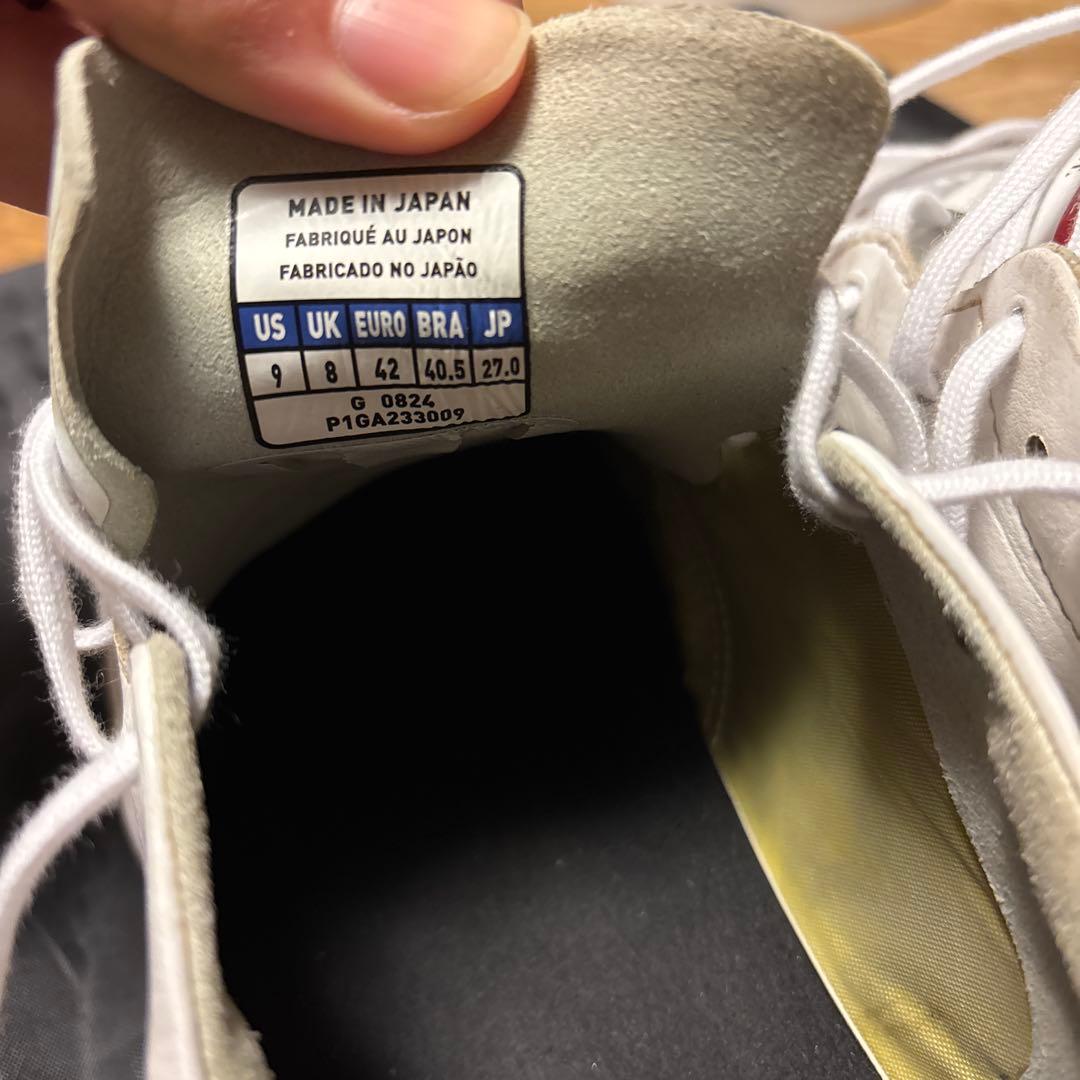 MADE IN JAPAN
FABRIQUÉ AU JAPON
FABRICADO NO JAPÃO
US UK EURO BRA JP
9 8 42 40.5 27.0
G 0824
P1GA233009